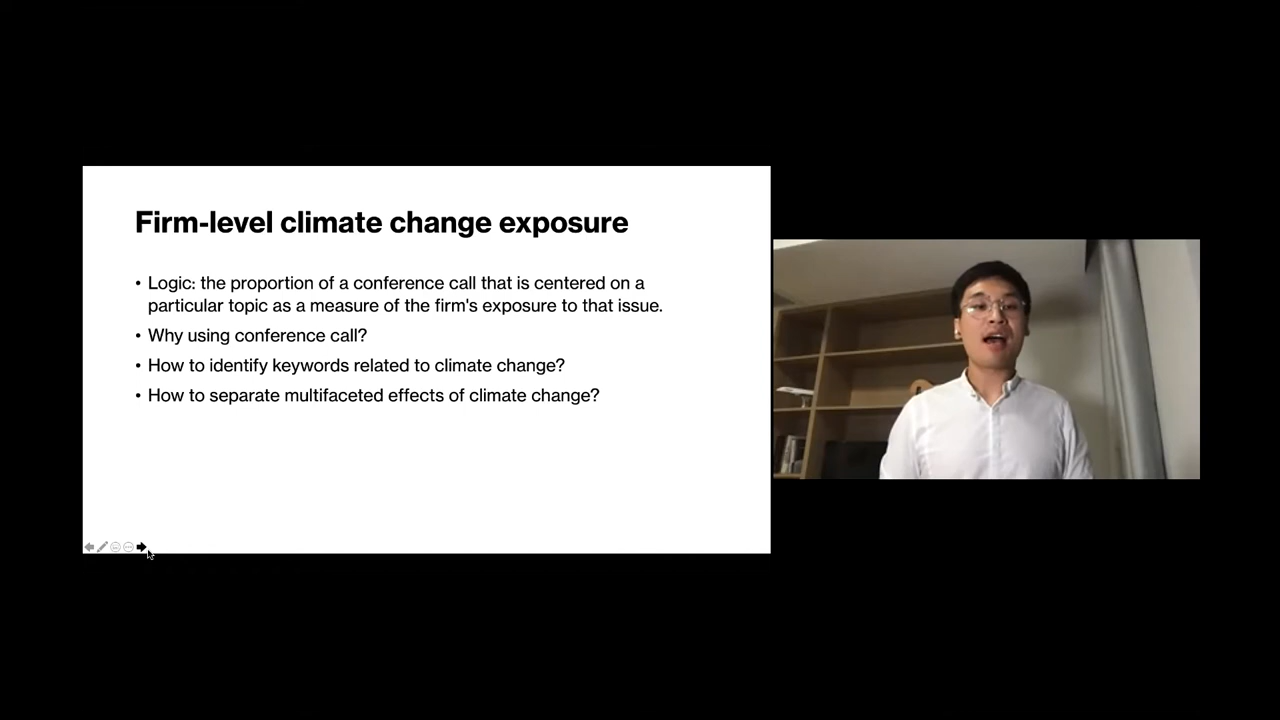 Firm-level climate change exposure
• Logic: the proportion of a conference call that is centered on a
particular topic as a measure of the firm's exposure to that issue.
• Why using conference call?
• How to identify keywords related to climate change?
• How to separate multifaceted effects of climate change?